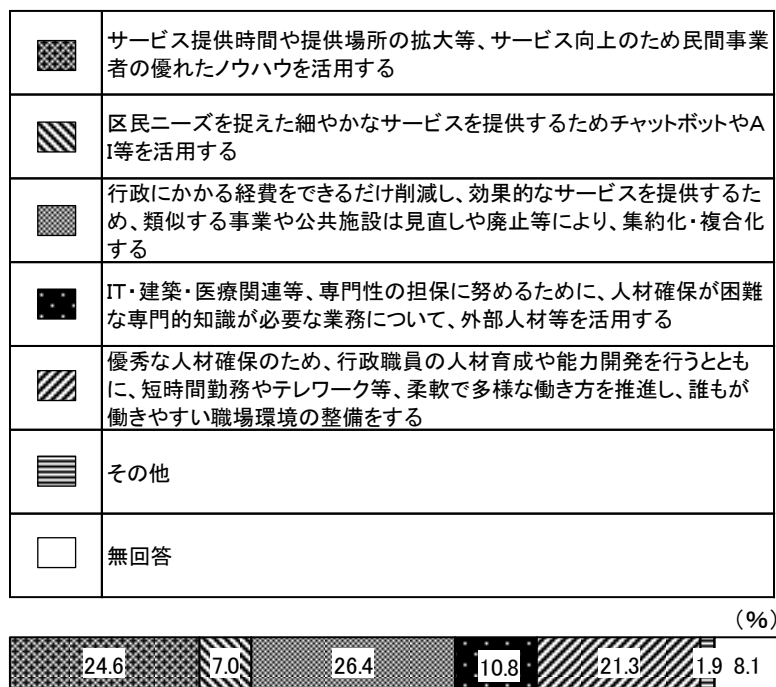 サービス提供時間や提供場所の拡大等、サービス向上のため民間事業
者の優れたノウハウを活用する
区民ニーズを捉えた細やかなサービスを提供するためチャットボットやA
I等を活用する
行政にかかる経費をできるだけ削減し、効果的なサービスを提供するた
め、類似する事業や公共施設は見直しや廃止等により、集約化・複合化
する
IT・建築・医療関連等、専門性の担保に努めるために、人材確保が困難
な専門的知識が必要な業務について、外部人材等を活用する
優秀な人材確保のため、行政職員の人材育成や能力開発を行うととも
に、短時間勤務やテレワーク等、柔軟で多様な働き方を推進し、誰もが
働きやすい職場環境の整備をする
その他
無回答
(%)
24.6 7.0 26.4 10.8 21.3 1.9 8.1